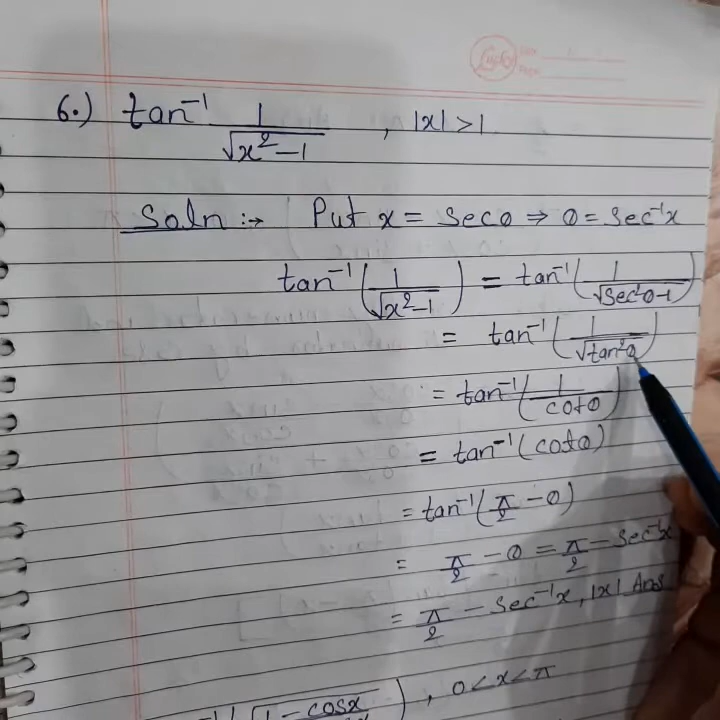 6.) tan⁻¹ 1/√x²-1 , |x| > 1
Soln :→ Put x = secθ ⇒ θ = sec⁻¹x
tan⁻¹(1/√x²-1) = tan⁻¹(1/√sec²θ-1)
= tan⁻¹(1/√tan²θ)
= tan⁻¹(1/cotθ)
= tan⁻¹(cotθ)
= tan⁻¹(π/2 - θ)
= π/2 - θ = π/2 - sec⁻¹x
= π/2 - sec⁻¹x, |x| Ans
1 - cosx , 0 < x < π